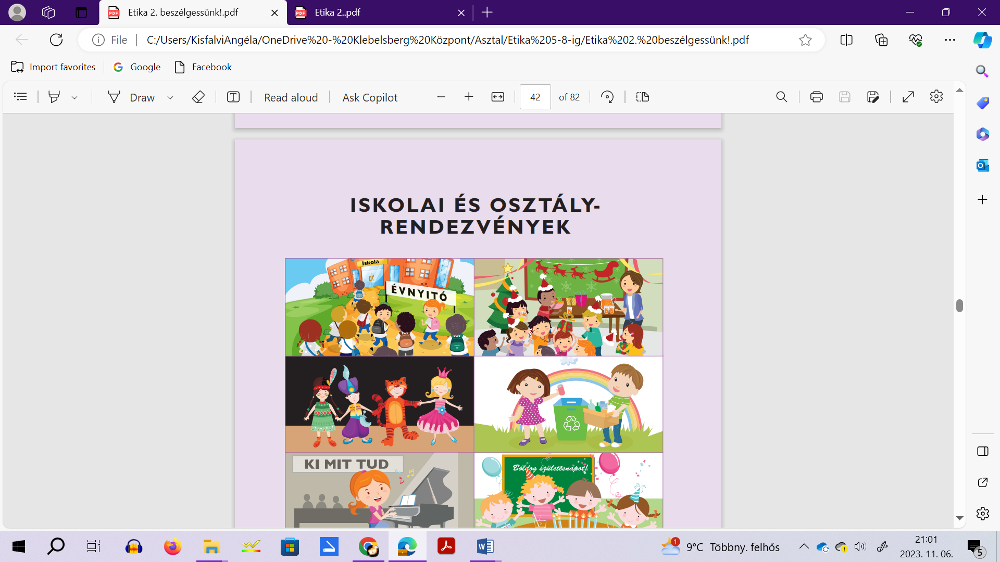 Etika 2. beszélgessünk!.pdf
Etika 2..pdf
File
C:/Users/KisfalviAngéla/OneDrive%20-%20Klebelsberg%20Központ/Asztal/Etika%205-8-ig/Etika%202.%20beszélgessünk!.pdf
Import favorites
Google
Facebook
Draw
Read aloud
Ask Copilot
42
of 82
ISKOLAI ÉS OSZTÁLY-
RENDEZVÉNYEK
Iskola
ÉVNYITÓ
KI MIT TUD
Boldog születésnapot!
1
9°C
Többny. felhős
21:01
2023. 11. 06.
5